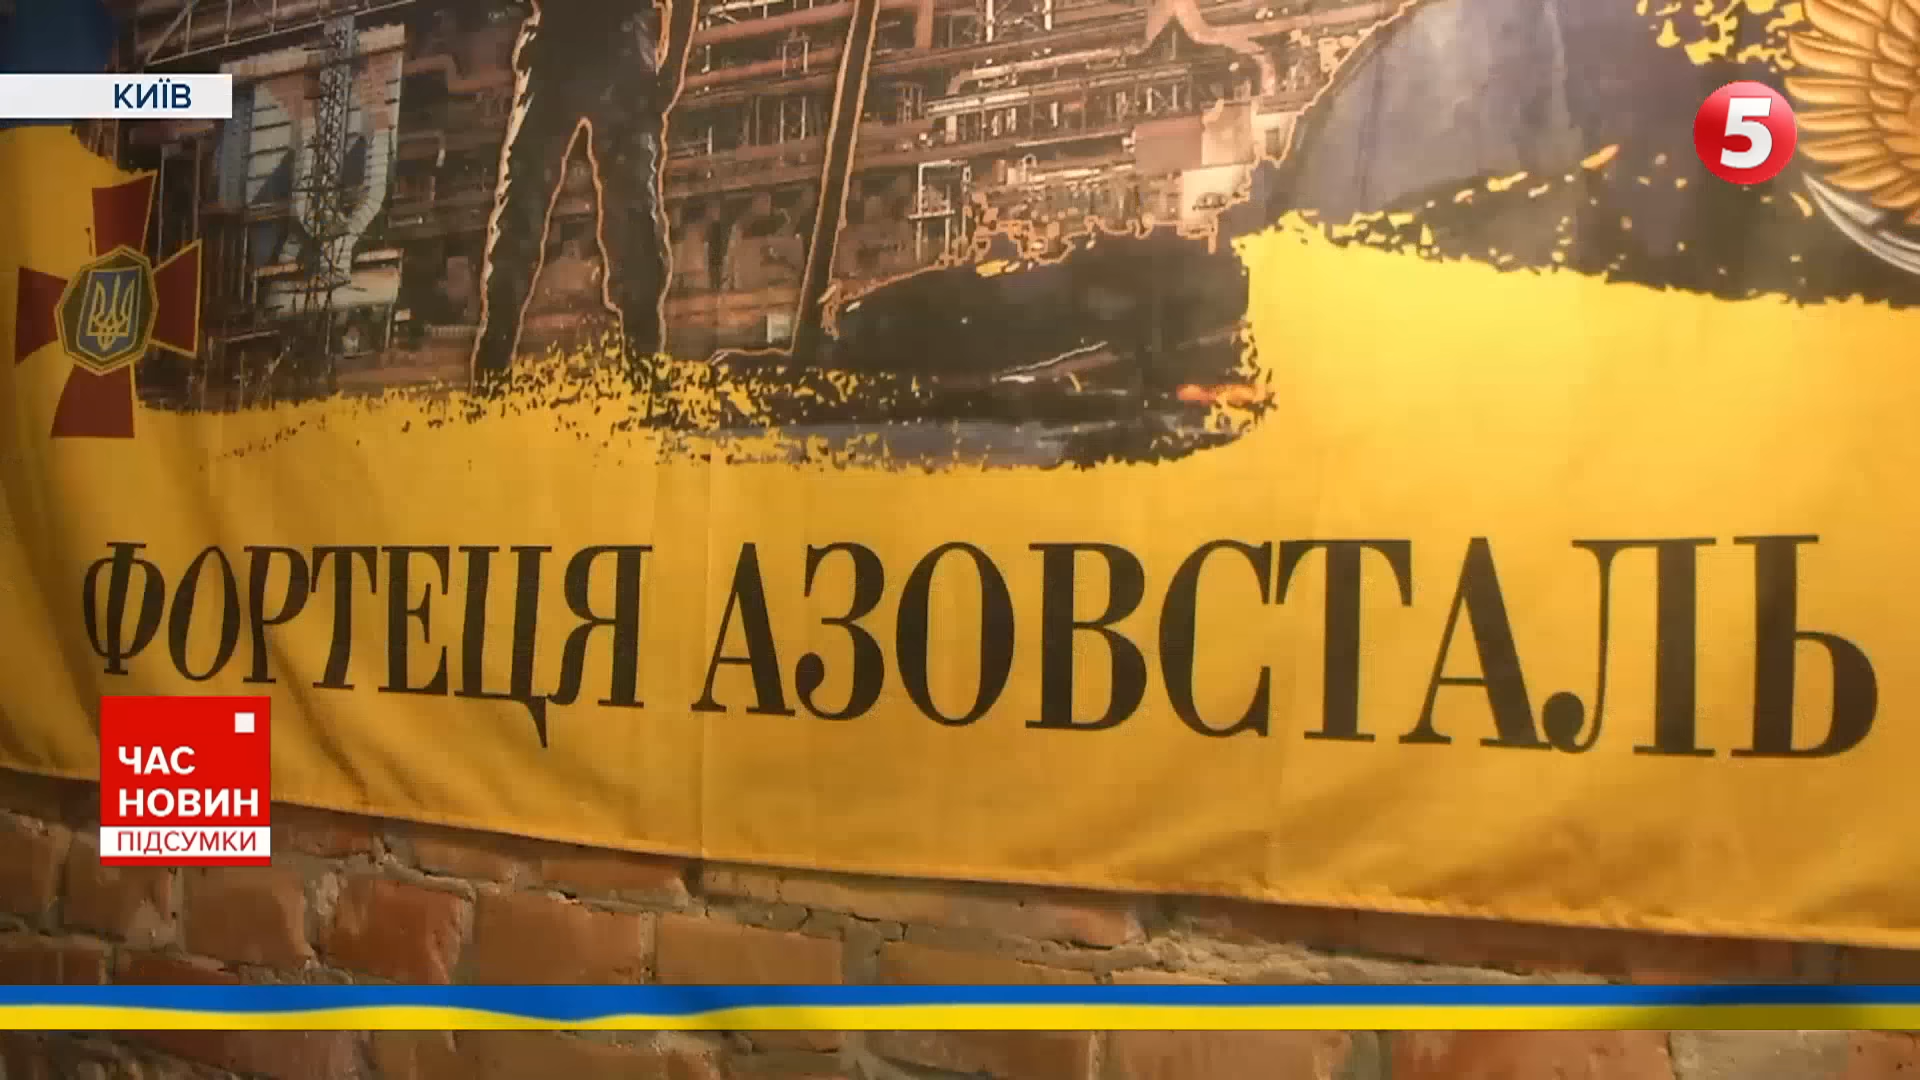 КИЇВ
5
ФОРТЕЦЯ АЗОВСТАЛЬ
ЧАС
НОВИН
ПІДСУМКИ